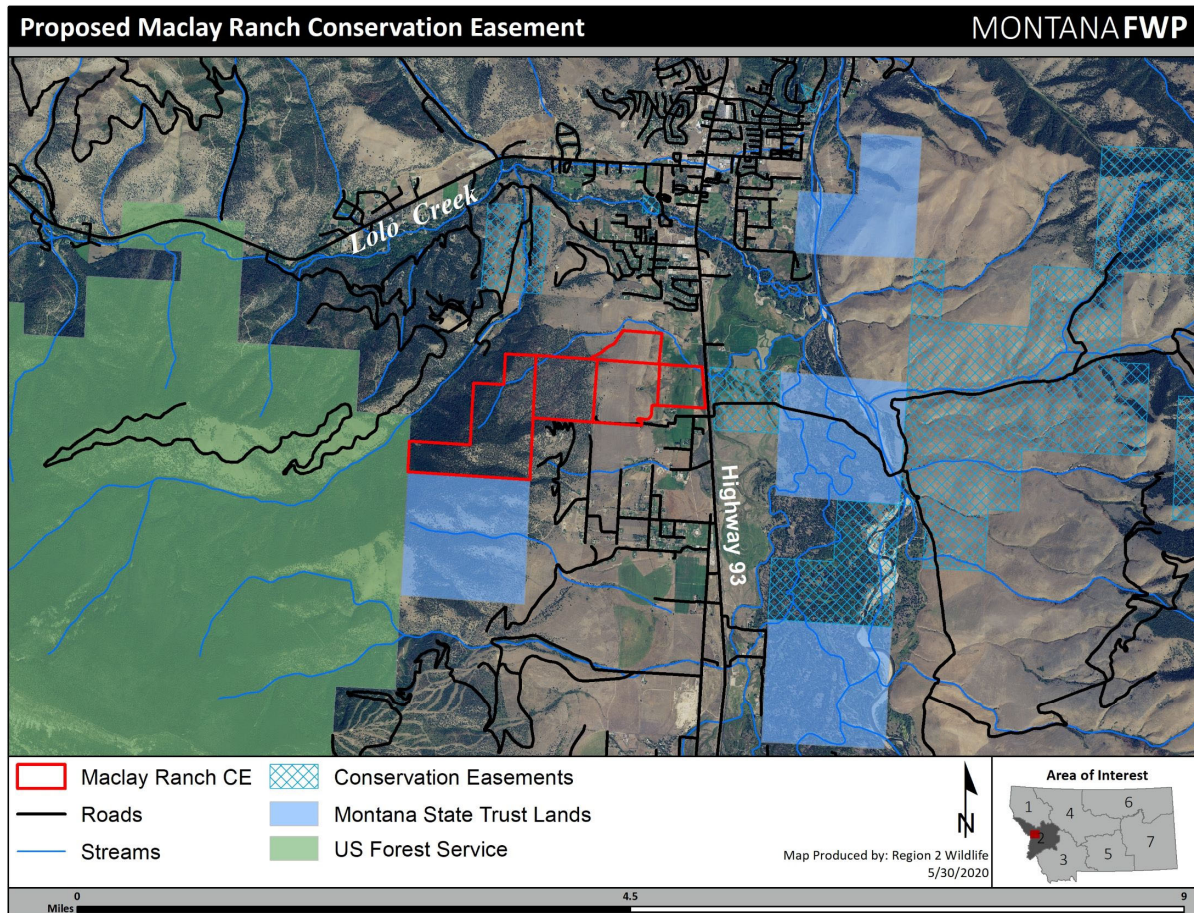 Proposed Maclay Ranch Conservation Easement
MONTANA FWP
Lolo Creek
Highway 93
Maclay Ranch CE
Conservation Easements
Roads
Montana State Trust Lands
Streams
US Forest Service
N
Map Produced by: Region 2 Wildlife
5/30/2020
Area of Interest
1
4
6
2
7
3
5
0
4.5
9
Miles